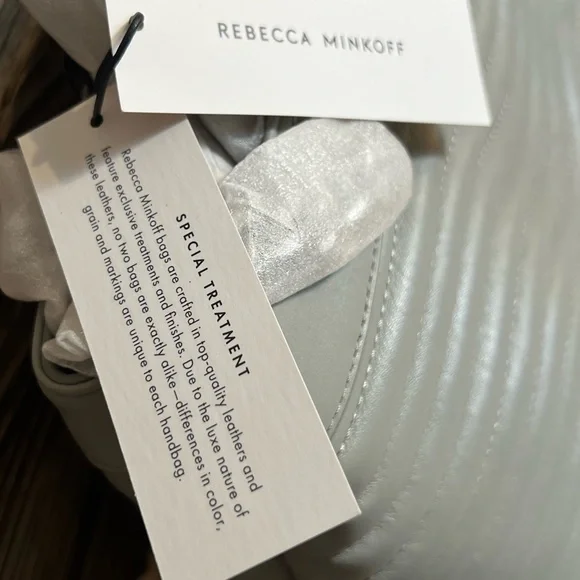 REBECCA MINKOFF
SPECIAL TREATMENT
Rebecca Minkoff bags are crafted in top-quality leathers and
feature exclusive treatments and finishes. Due to the luxe nature of
these leathers, no two bags are exactly alike—differences in color,
grain and markings are unique to each handbag.